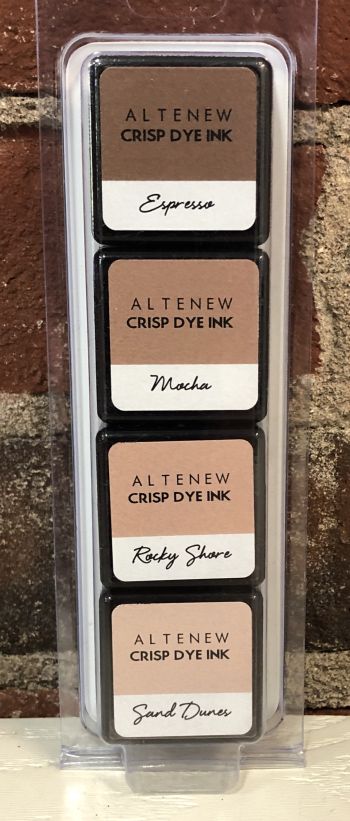 ALTENEW
CRISP DYE INK
Espresso
ALTENEW
CRISP DYE INK
Mocha
ALTENEW
CRISP DYE INK
Rocky Shore
ALTENEW
CRISP DYE INK
Sand Dunes